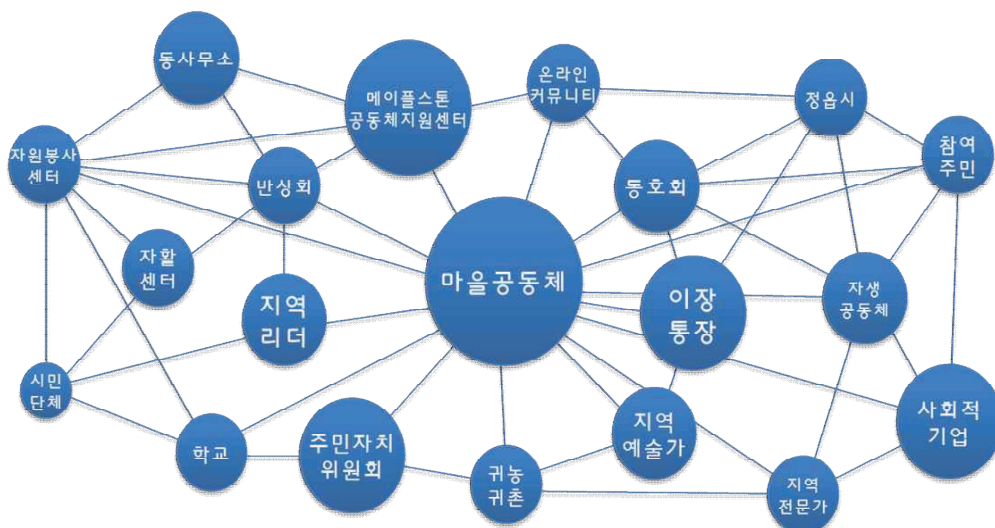 동사무소
메이플스톤
공동체지원센터
온라인
커뮤니티
정읍시
자원봉사
센터
반상회
동호회
참여
주민
자활
센터
지역
리더
마을공동체
이장
통장
자생
공동체
시민
단체
학교
주민자치
위원회
귀농
귀촌
지역
예술가
지역
전문가
사회적
기업